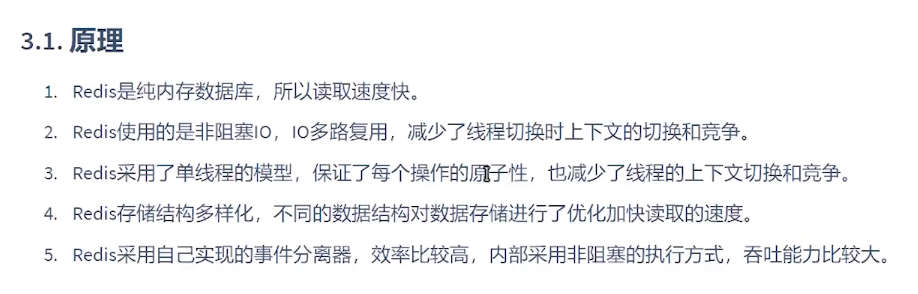 3.1. 原理
1. Redis是纯内存数据库，所以读取速度快。
2. Redis使用的是非阻塞IO，IO多路复用，减少了线程切换时上下文的切换和竞争。
3. Redis采用了单线程的模型，保证了每个操作的原子性，也减少了线程的上下文切换和竞争。
4. Redis存储结构多样化，不同的数据结构对数据存储进行了优化加快读取的速度。
5. Redis采用自己实现的事件分离器，效率比较高，内部采用非阻塞的执行方式，吞吐能力比较大。